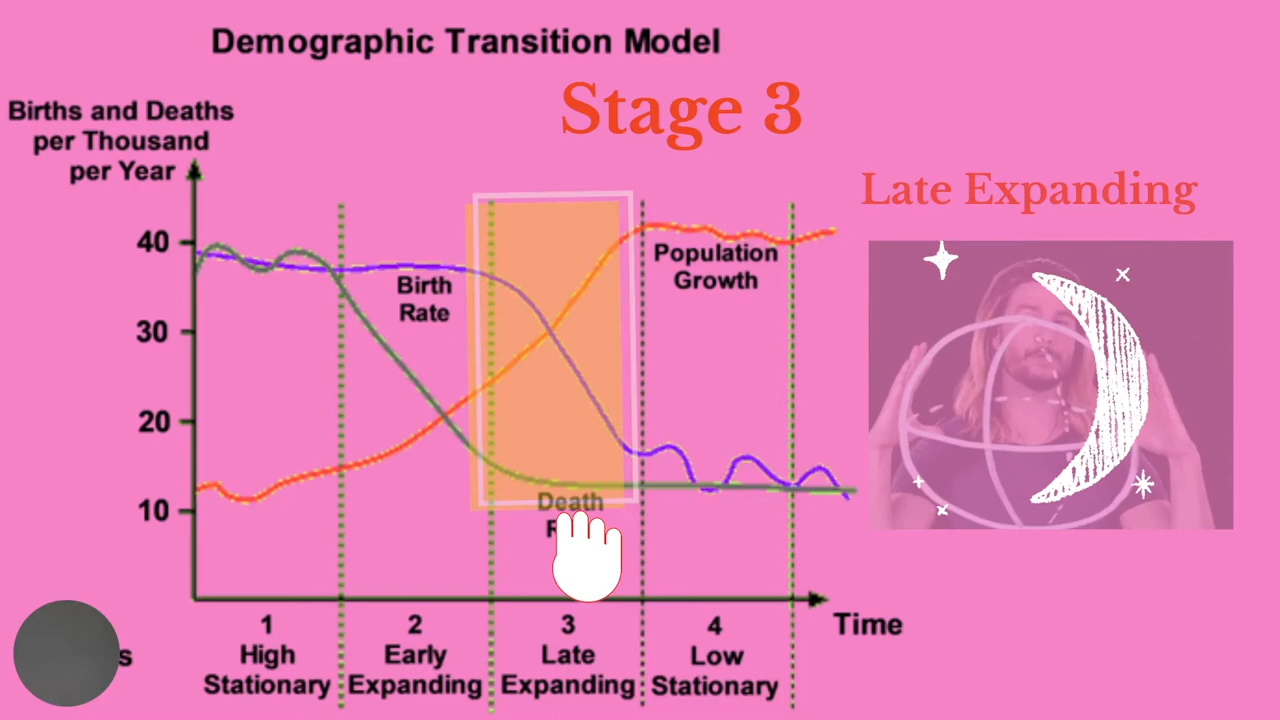 Demographic Transition Model
Stage 3
Births and Deaths
per Thousand
per Year
Late Expanding
40
30
20
10
Population
Growth
Birth
Rate
Death
Time
1
2
3
4
High
Stationary
Early
Expanding
Late
Expanding
Low
Stationary